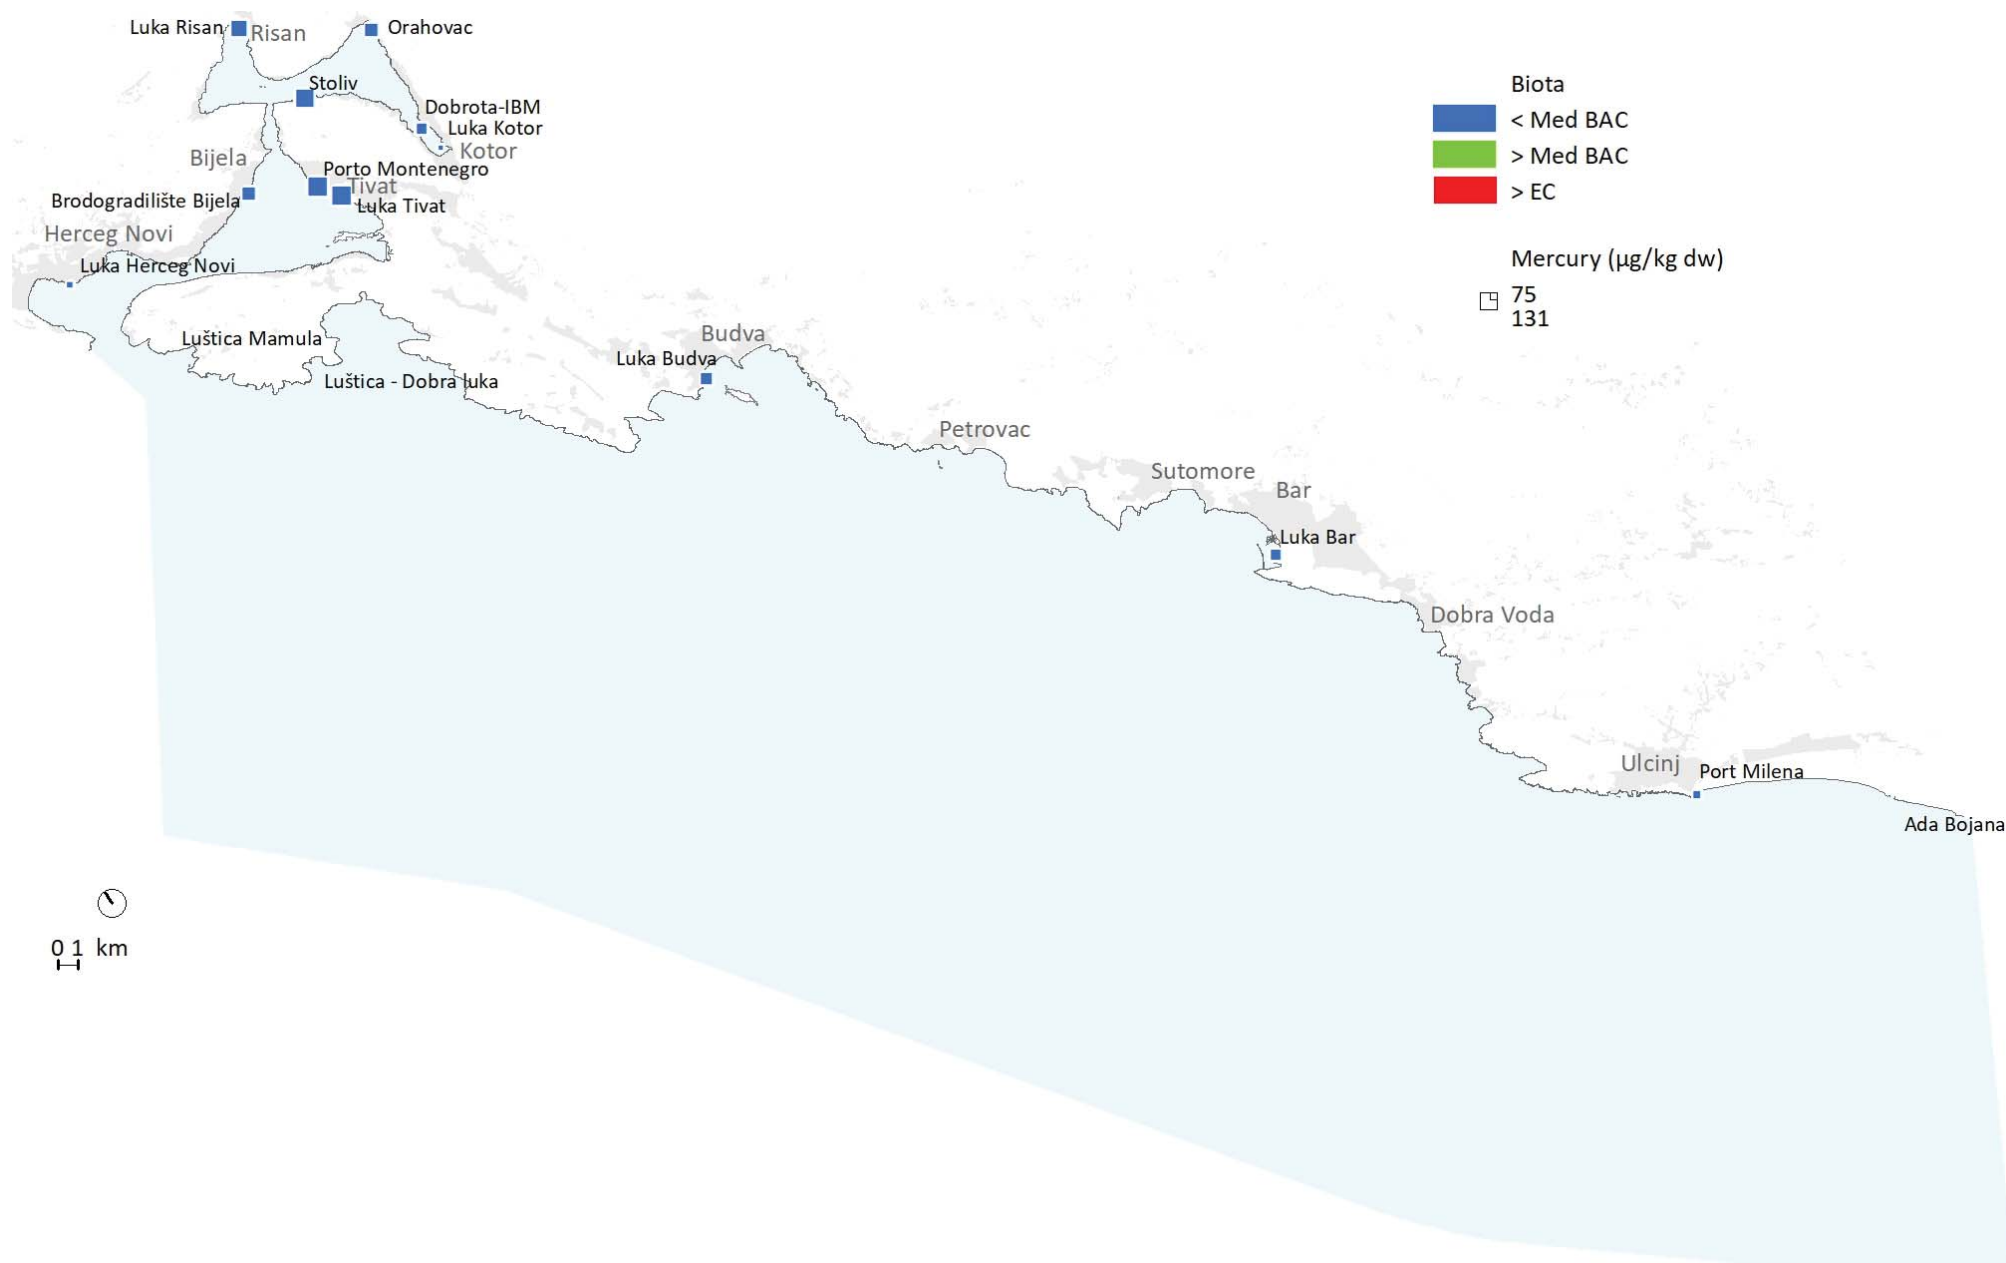 Luka Risan
Risan
Orahovac
Stoliv
Dobrota-IBM
Luka Kotor
Kotor
Bijela
Porto Montenegro
Tivat
Brodogradilište Bijela
Luka Tivat
Herceg Novi
Luka Herceg Novi
Luštica Mamula
Luštica - Dobra luka
Budva
Luka Budva
Petrovac
Sutomore
Bar
Luka Bar
Dobra Voda
Ulcinj
Port Milena
Ada Bojana
Biota
< Med BAC
> Med BAC
> EC
Mercury (µg/kg dw)
75
131
0 1 km